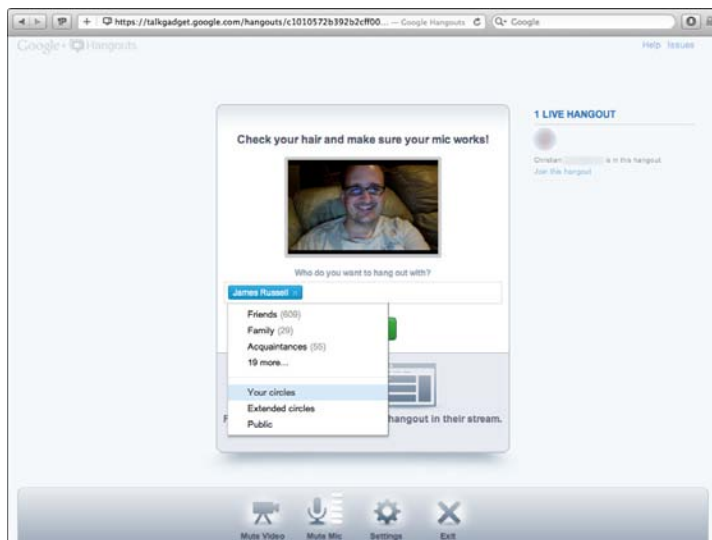 https://talkgadget.google.com/hangouts/c1010572b392b2cff00... — Google Hangouts
Google
Google+ Hangouts
Help Issues
1 LIVE HANGOUT
Check your hair and make sure your mic works!
Christian is in this hangout
Join this hangout
Who do you want to hang out with?
James Russell ×
Friends (609)
Family (29)
Acquaintances (55)
19 more...
Your circles
Extended circles
Public
F hangout in their stream.
Mute Video Mute Mic Settings Exit